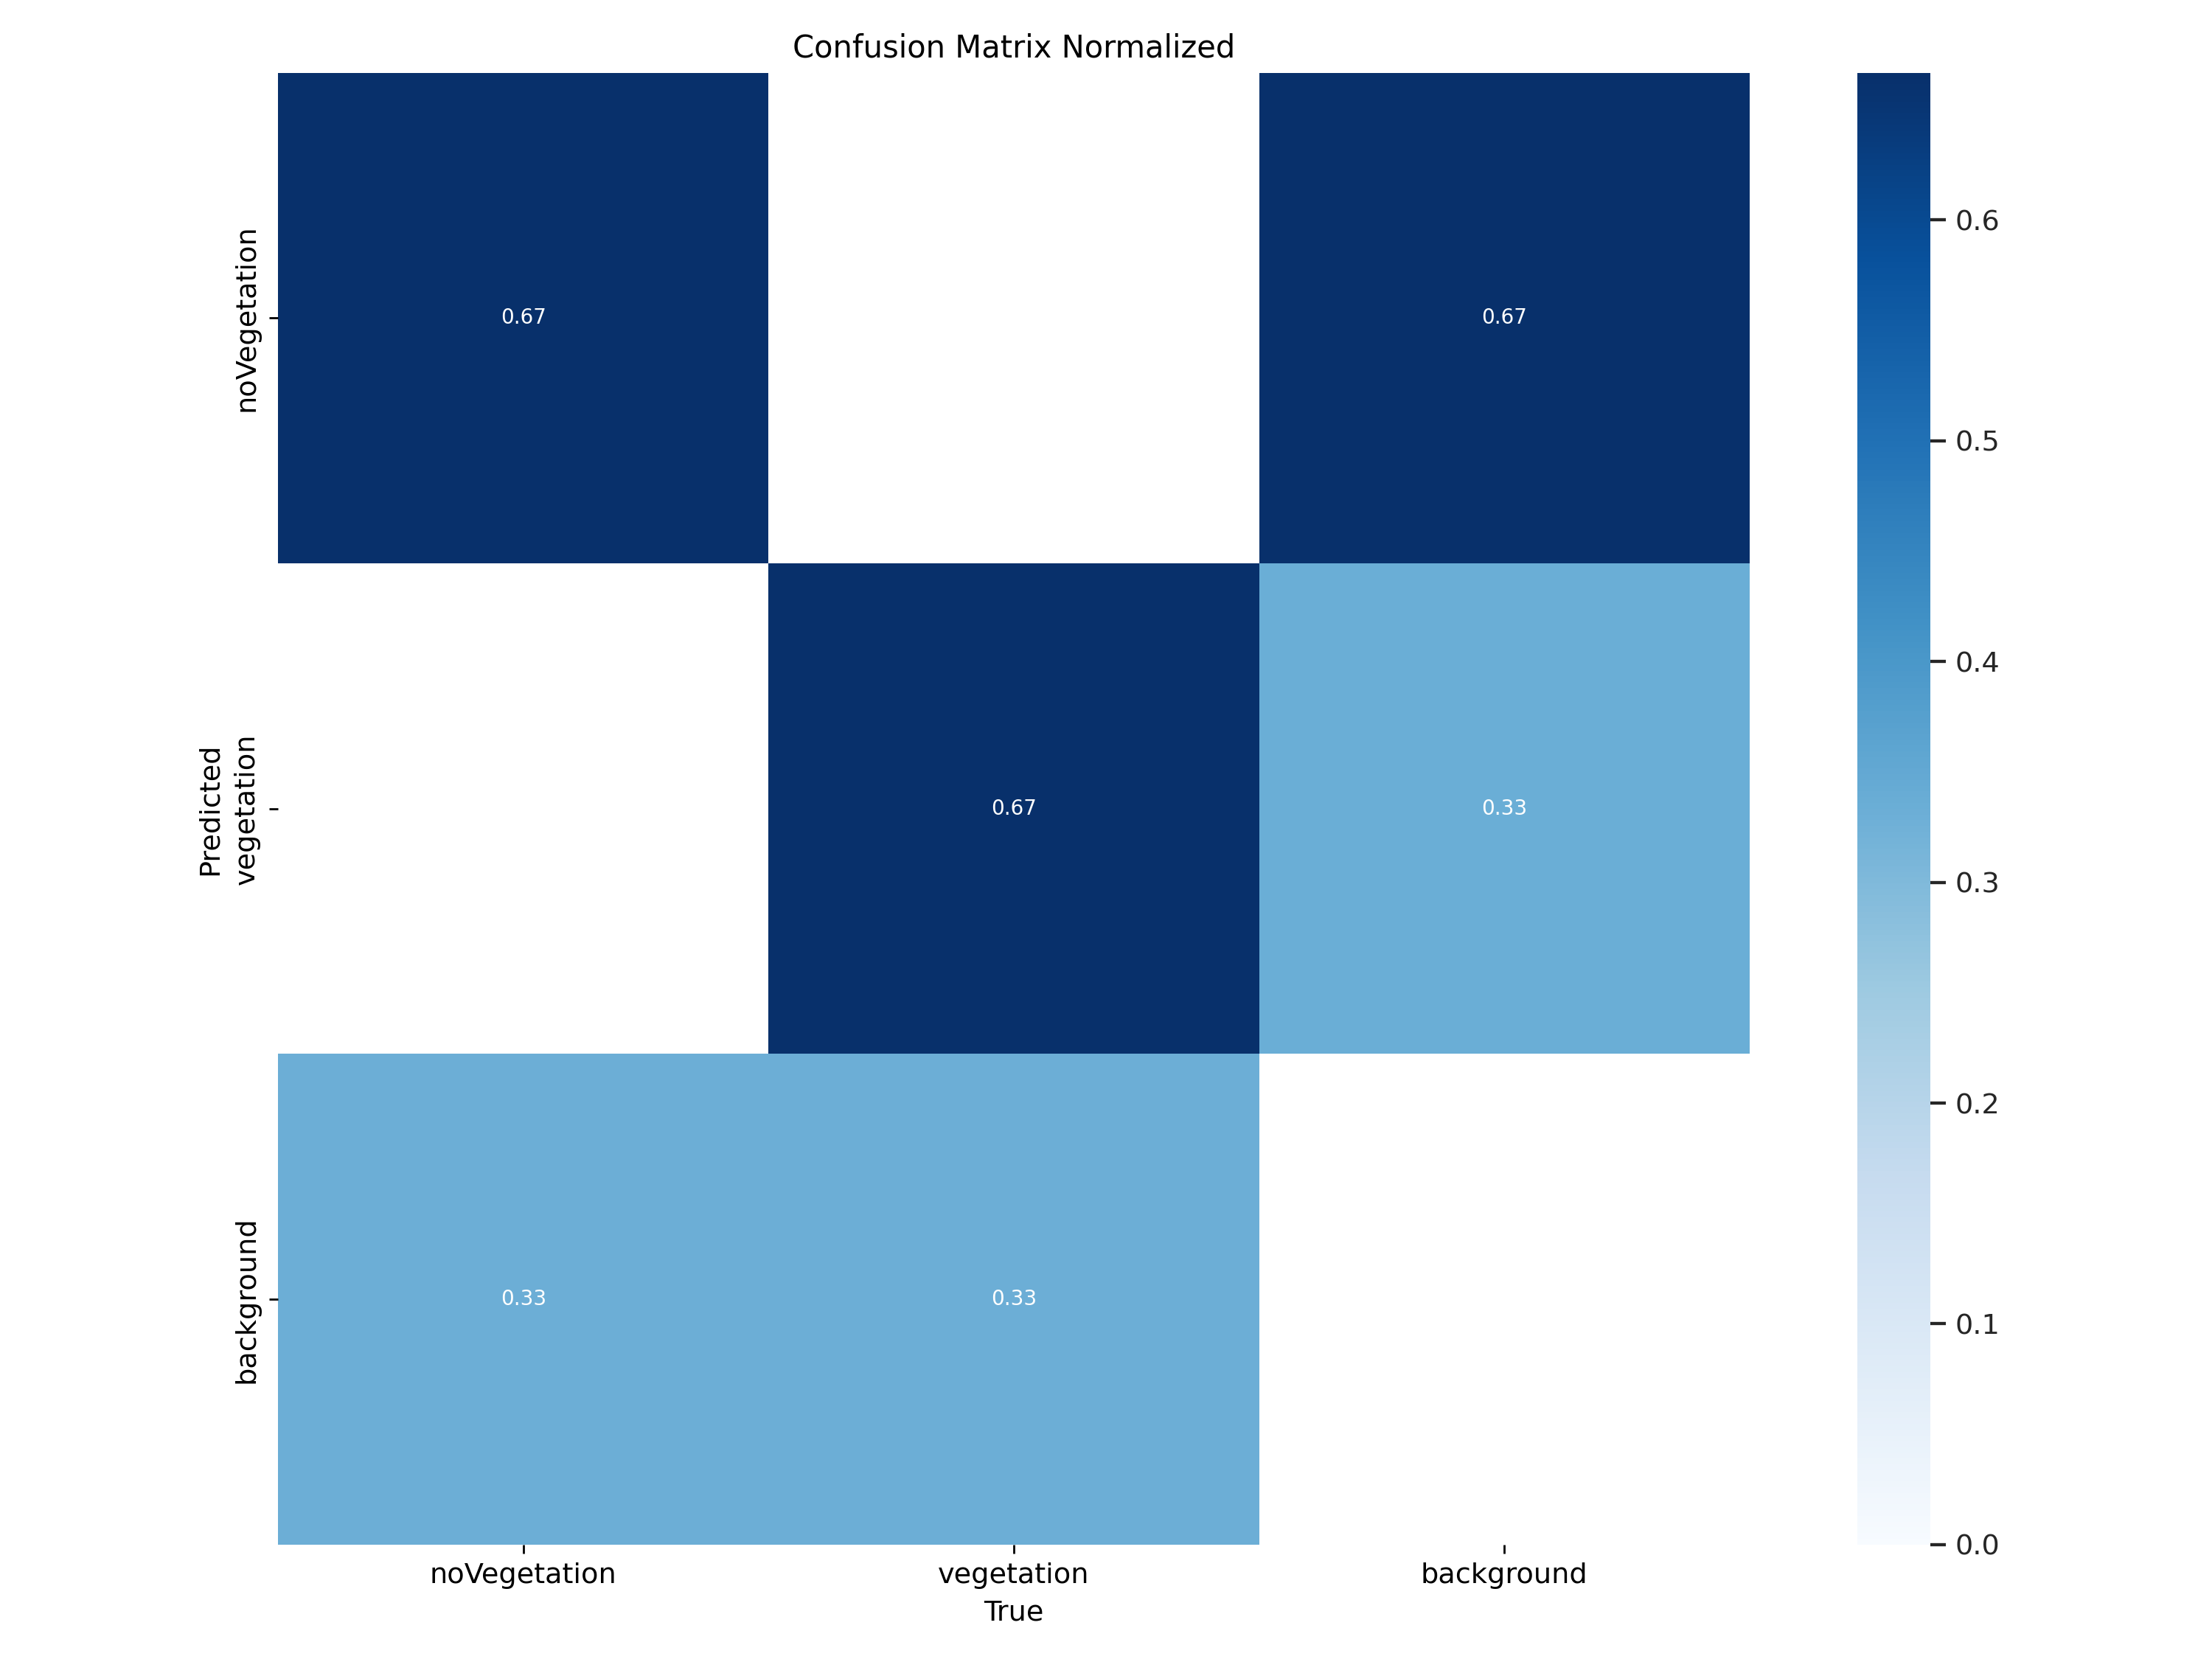 Confusion Matrix Normalized
noVegetation
0.67
0.67
0.6
0.5
0.4
Predicted
vegetation
0.67
0.33
0.3
0.2
background
0.33
0.33
0.1
0.0
noVegetation
vegetation
background
True